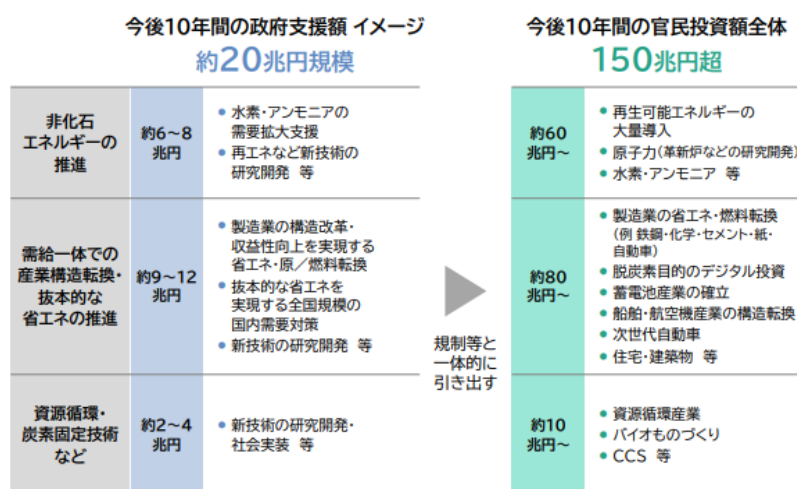 今後10年間の政府支援額 イメージ
約20兆円規模
今後10年間の官民投資額全体
150兆円超
非化石
エネルギーの
推進
約6~8
兆円
• 水素・アンモニアの
需要拡大支援
• 再エネなど新技術の
研究開発 等
約60
兆円~
• 再生可能エネルギーの
大量導入
• 原子力(革新炉などの研究開発)
• 水素・アンモニア 等
需給一体での
産業構造転換・
抜本的な
省エネの推進
約9~12
兆円
• 製造業の構造改革・
収益性向上を実現する
省エネ・原/燃料転換
• 抜本的な省エネを
実現する全国規模の
国内需要対策
• 新技術の研究開発 等
規制等と
一体的に
引き出す
約80
兆円~
• 製造業の省エネ・燃料転換
(例 鉄鋼・化学・セメント・紙・
自動車)
• 脱炭素目的のデジタル投資
• 蓄電池産業の確立
• 船舶・航空機産業の構造転換
• 次世代自動車
• 住宅・建築物 等
資源循環・
炭素固定技術
など
約2~4
兆円
• 新技術の研究開発・
社会実装 等
約10
兆円~
• 資源循環産業
• バイオものづくり
• CCS 等